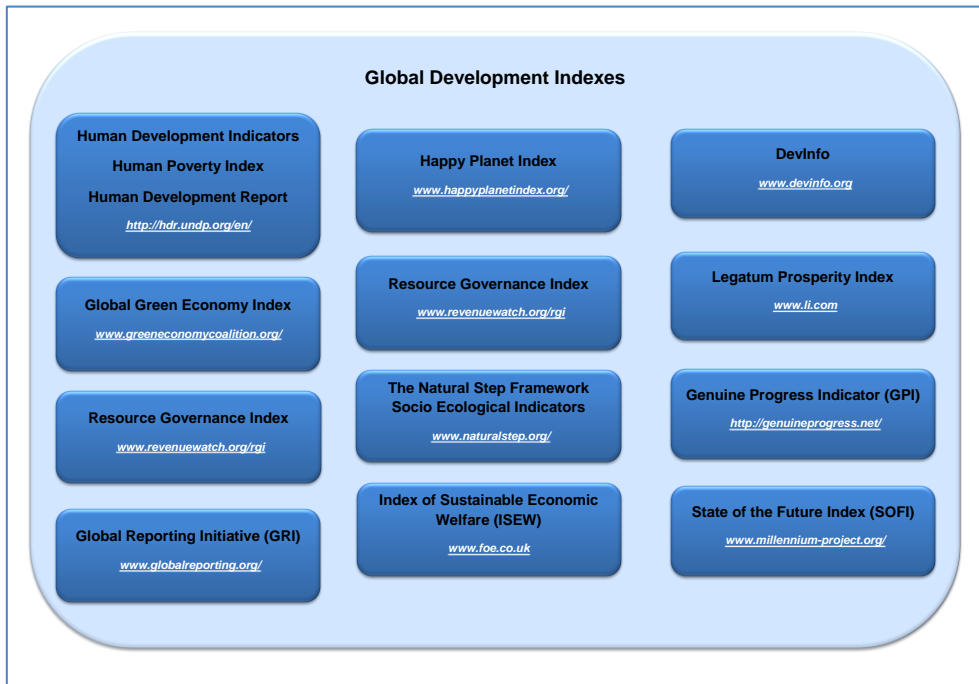 Global Development Indexes
Human Development Indicators
Human Poverty Index
Human Development Report
http://hdr.undp.org/en/
Global Green Economy Index
www.greeneconomycoalition.org/
Resource Governance Index
www.revenuewatch.org/rgi
Global Reporting Initiative (GRI)
www.globalreporting.org/
Happy Planet Index
www.happyplanetindex.org/
Resource Governance Index
www.revenuewatch.org/rgi
The Natural Step Framework
Socio Ecological Indicators
www.naturalstep.org/
Index of Sustainable Economic
Welfare (ISEW)
www.foe.co.uk
DevInfo
www.devinfo.org
Legatum Prosperity Index
www.li.com
Genuine Progress Indicator (GPI)
http://genuineprogress.net/
State of the Future Index (SOFI)
www.millennium-project.org/